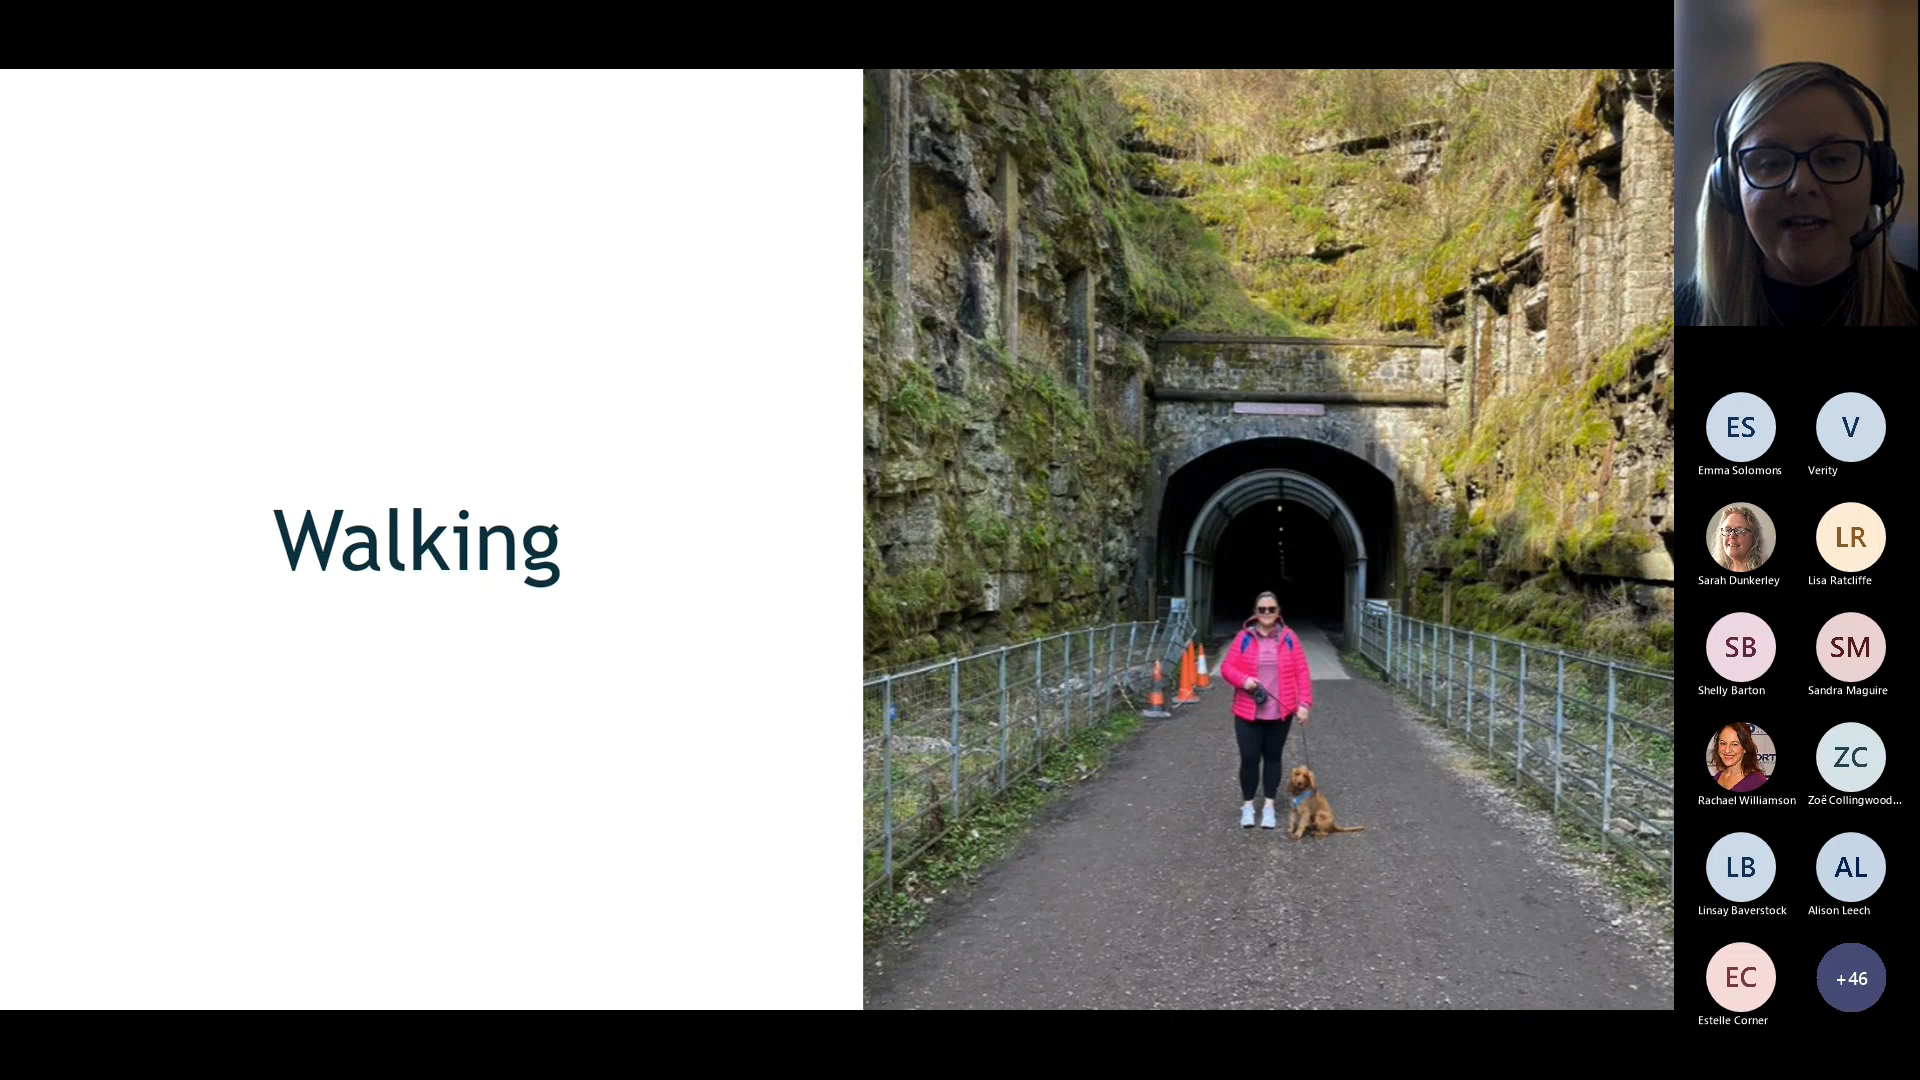 Walking
ES
V
Emma Solomons
Verity
LR
Sarah Dunkerley
Lisa Ratcliffe
SB
SM
Shelly Barton
Sandra Maguire
ZC
Rachael Williamson
Zoë Collingwood...
LB
AL
Linsay Baverstock
Alison Leech
EC
+46
Estelle Corner